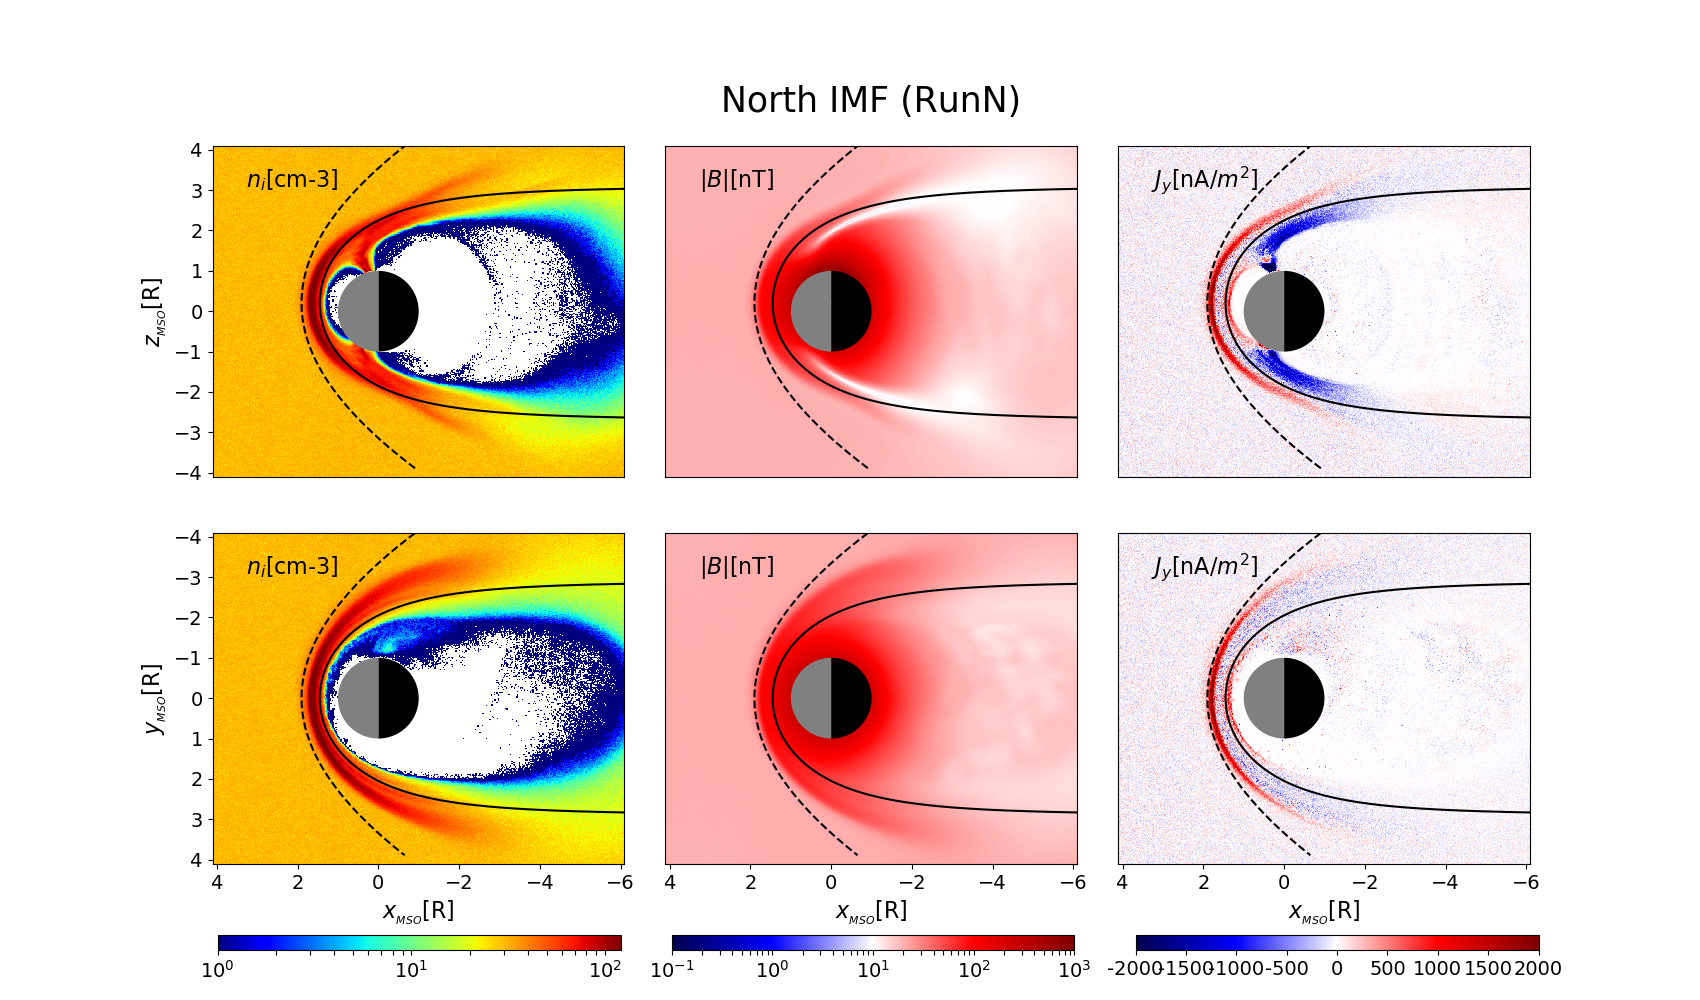 North IMF (RunN)
n_i[cm-3]
|B|[nT]
J_y[nA/m^2]
4
3
2
1
0
−1
−2
−3
−4
z_MSO[R]
n_i[cm-3]
|B|[nT]
J_y[nA/m^2]
−4
−3
−2
−1
0
1
2
3
4
y_MSO[R]
4 2 0 −2 −4 −6
4 2 0 −2 −4 −6
4 2 0 −2 −4 −6
x_MSO[R]
x_MSO[R]
x_MSO[R]
10^0 10^1 10^2
10^−1 10^0 10^1 10^2 10^3
-2000 -1500 -1000 -500 0 500 1000 1500 2000